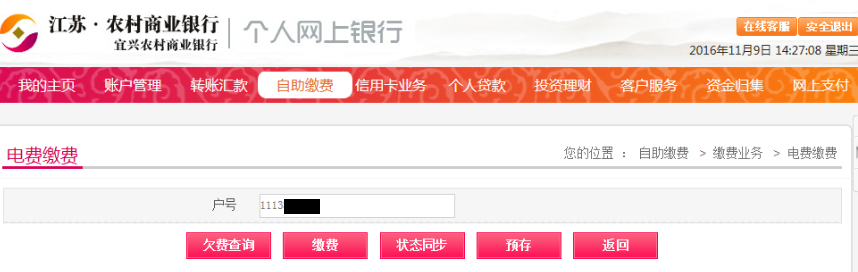 江苏·农村商业银行
宜兴农村商业银行
个人网上银行
在线客服 安全退出
2016年11月9日 14:27:08 星期三
我的主页 账户管理 转账汇款 自助缴费 信用卡业务 个人贷款 投资理财 客户服务 资金归集 网上支付
电费缴费
您的位置 ： 自助缴费 > 缴费业务 > 电费缴费
户号 1113
欠费查询 缴费 状态同步 预存 返回